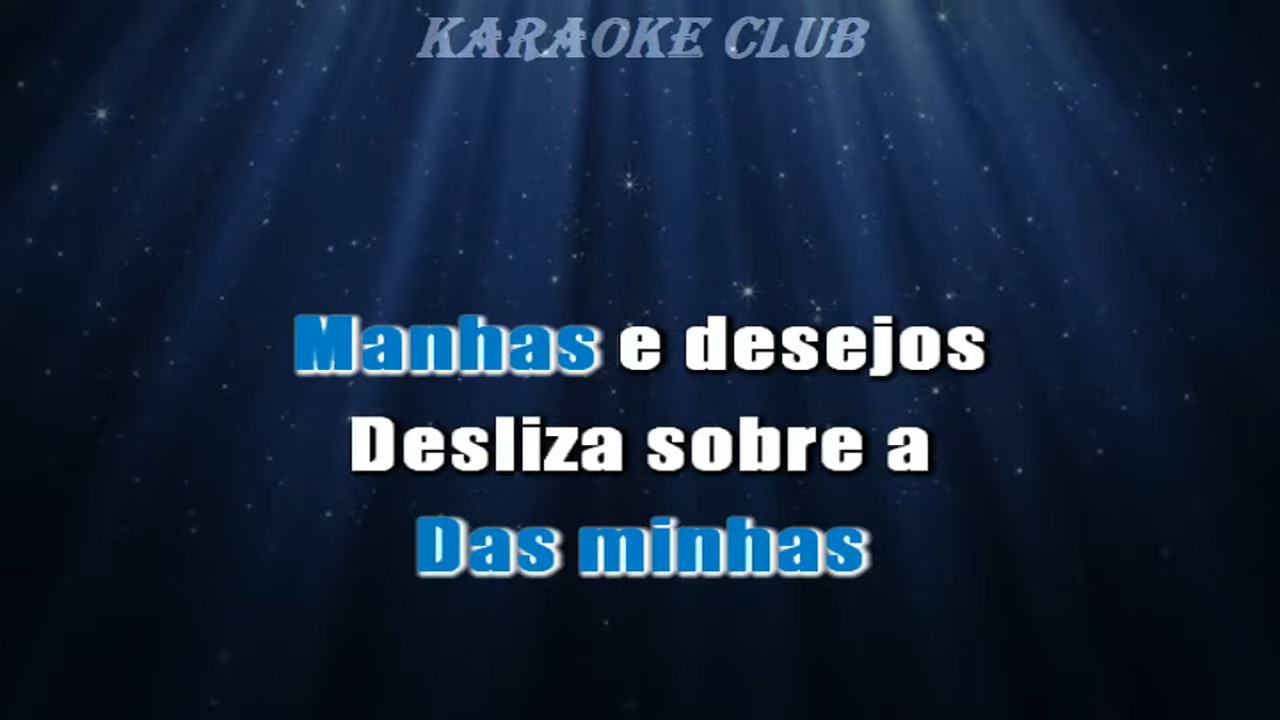 KARAOKE CLUB
Manhas e desejos
Desliza sobre a
Das minhas